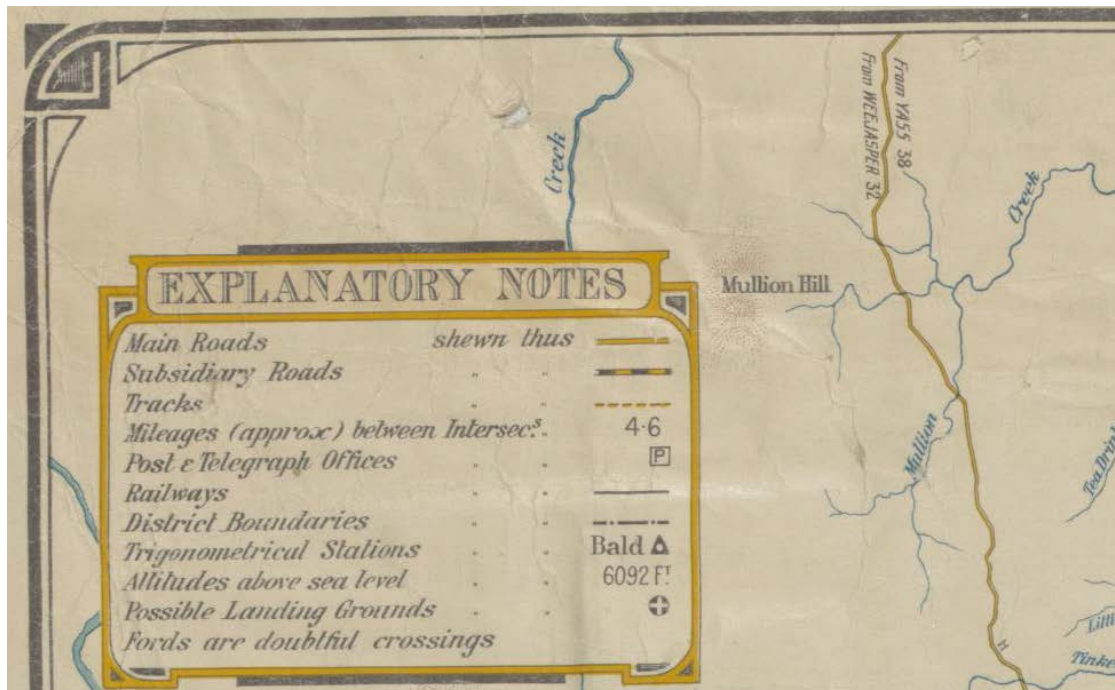 Creek
From YASS 38
From WEEJASPER 32
Creek
Mullion Hill
EXPLANATORY NOTES
Main Roads shewn thus
Subsidiary Roads " "
Tracks " "
Mileages (approx) between Intersec.s " 4·6
Post & Telegraph Offices " " P
Railways " "
District Boundaries " "
Trigonometrical Stations " " Bald
Altitudes above sea level " " 6092 FT
Possible Landing Grounds " "
Fords are doubtful crossings
Mullion
Tea